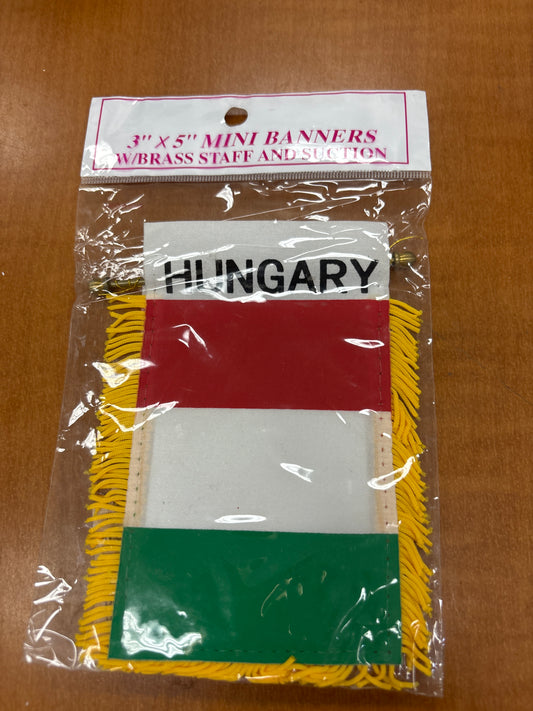 3" X 5" MINI BANNERS
W/BRASS STAFF AND SUCTION
HUNGARY